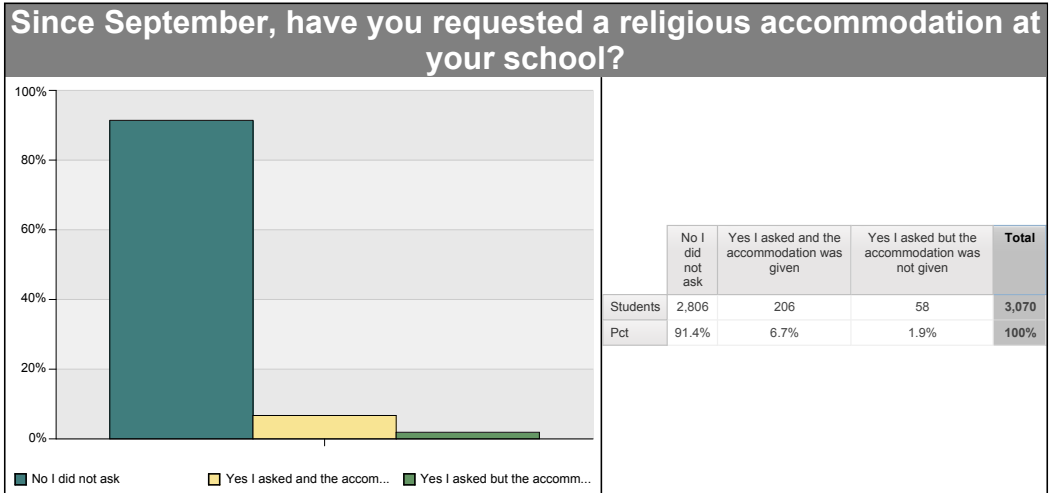 Since September, have you requested a religious accommodation at
your school?
100%
80%
60%
40%
20%
0%
No I did not ask
Yes I asked and the accom...
Yes I asked but the accomm...
No I
did
not
ask
Yes I asked and the
accommodation was
given
Yes I asked but the
accommodation was
not given
Total
Students 2,806 206 58 3,070
Pct 91.4% 6.7% 1.9% 100%